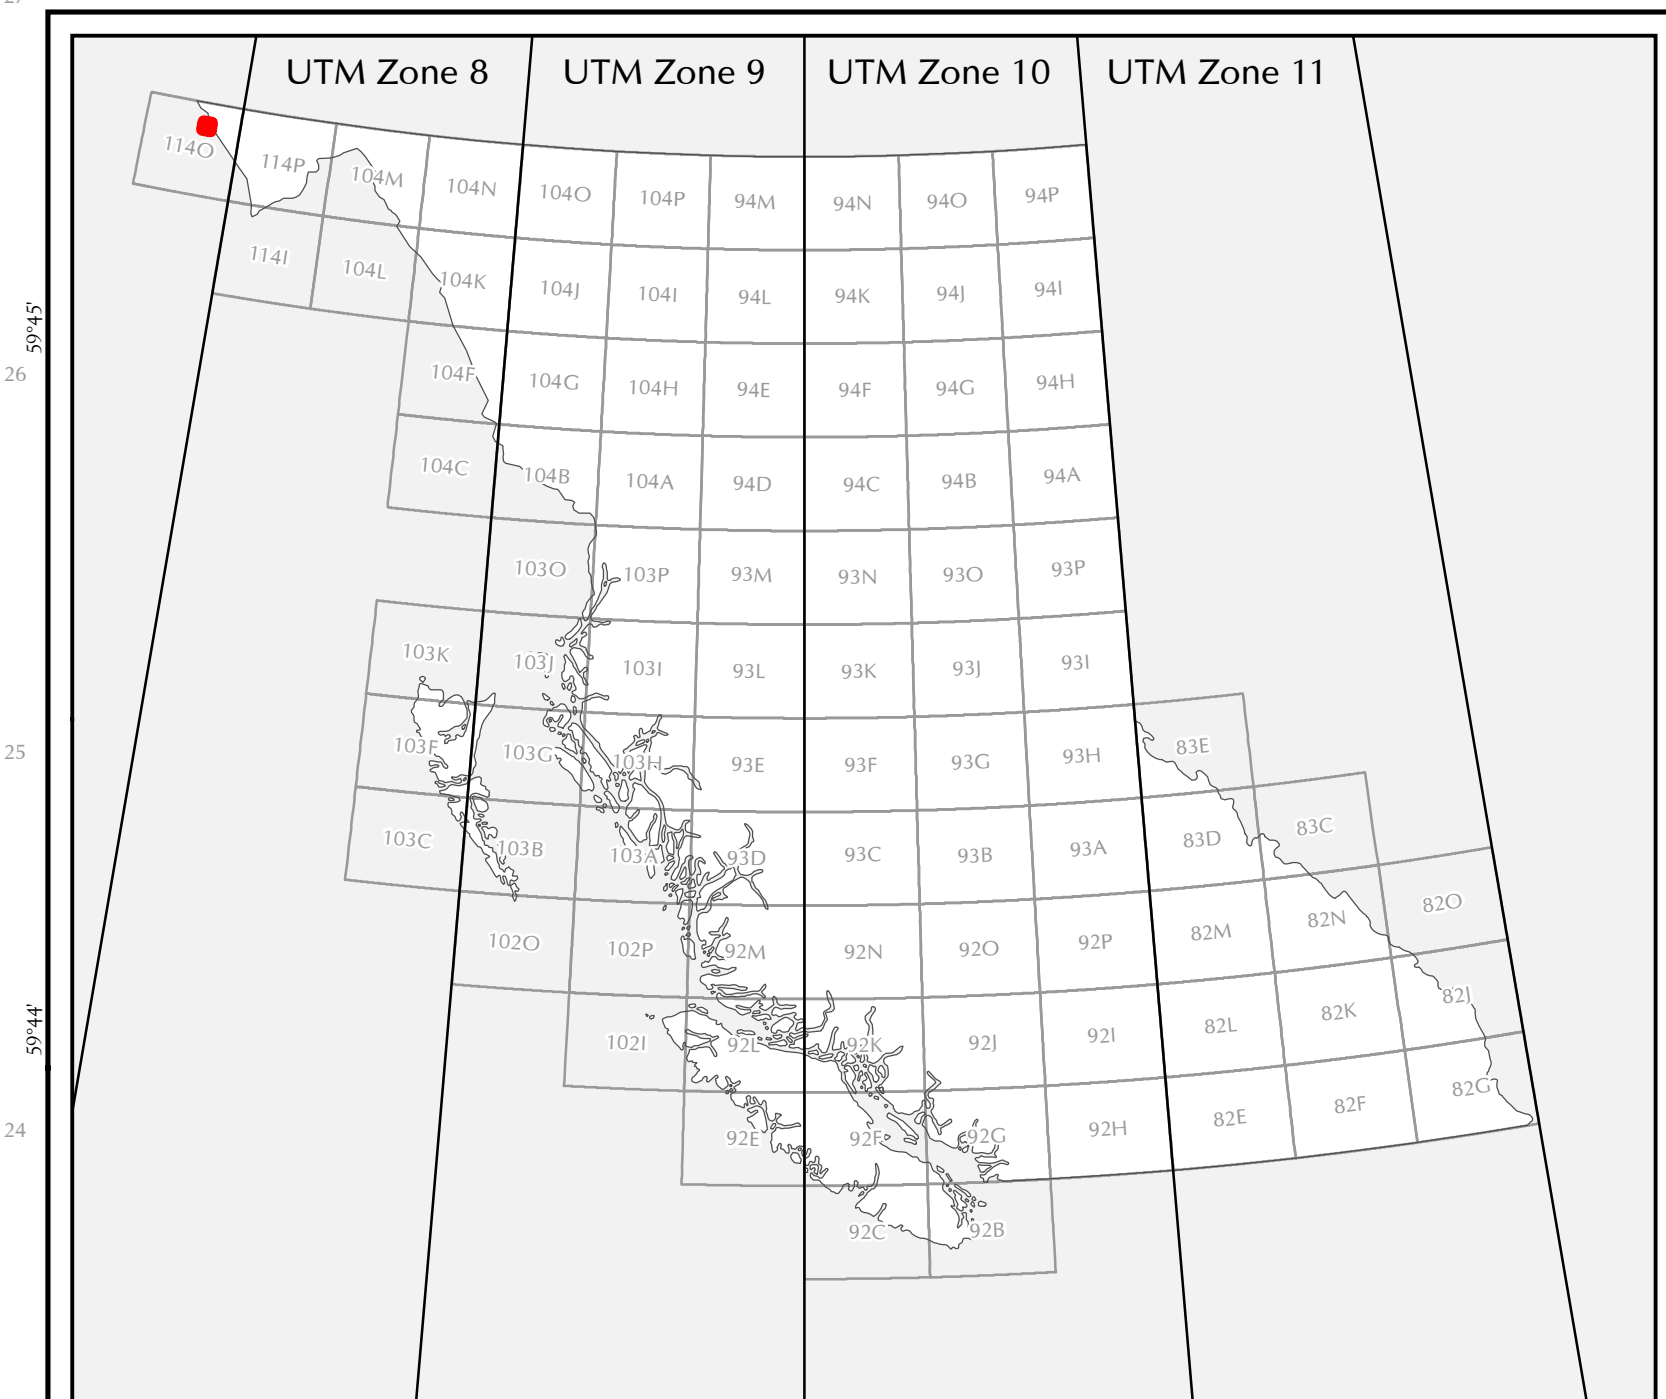 27
UTM Zone 8 UTM Zone 9 UTM Zone 10 UTM Zone 11
114O 114P 104M 104N 104O 104P 94M 94N 94O 94P
114I 104L 104K 104J 104I 94L 94K 94J 94I
59°45'
26
104F 104G 104H 94E 94F 94G 94H
104C 104B 104A 94D 94C 94B 94A
103O 103P 93M 93N 93O 93P
103K 103J 103I 93L 93K 93J 93I
25
103F 103G 103H 93E 93F 93G 93H 83E
103C 103B 103A 93D 93C 93B 93A 83D 83C
102O 102P 92M 92N 92O 92P 82M 82N 82O
59°44'
102I 92L 92K 92J 92I 82L 82K 82J
24
92E 92F 92G 92H 82E 82F 82G
92C 92B